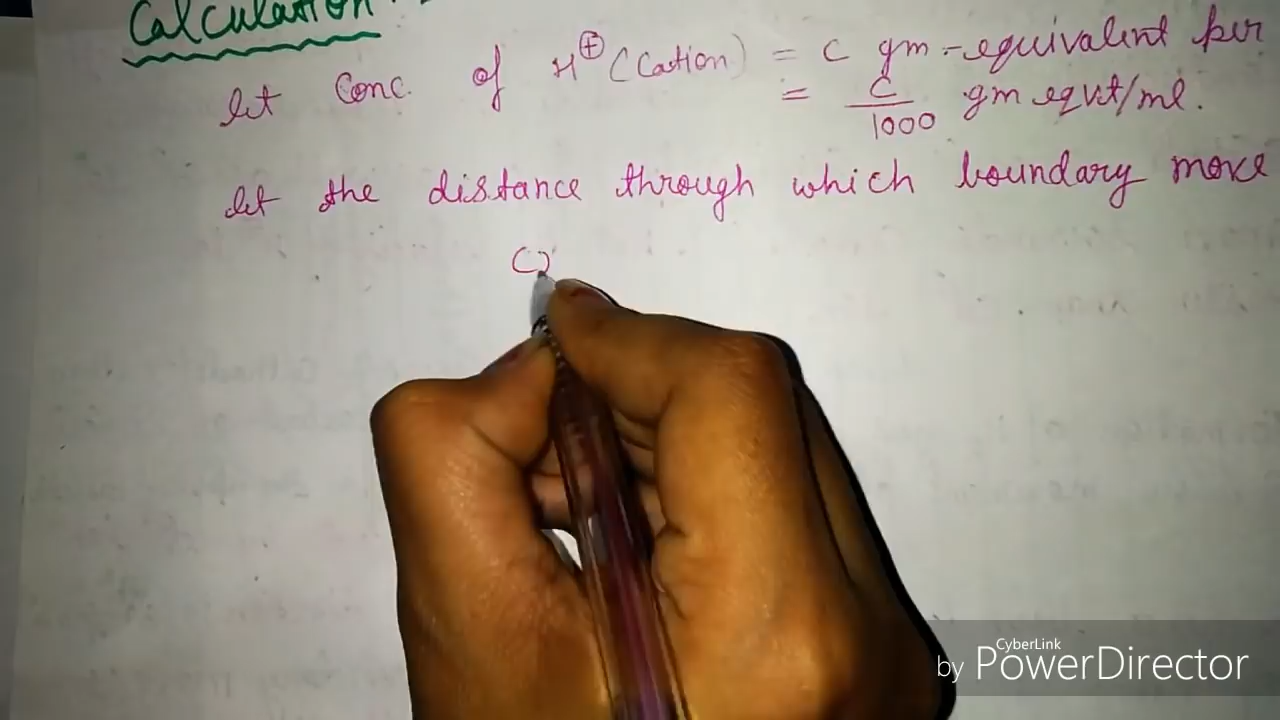 Calculation :
let Conc. of H⊕ (Cation) = C gm-equivalent per
= C/1000 gm eqvt/ml.
let the distance through which boundary move
CyberLink
by PowerDirector